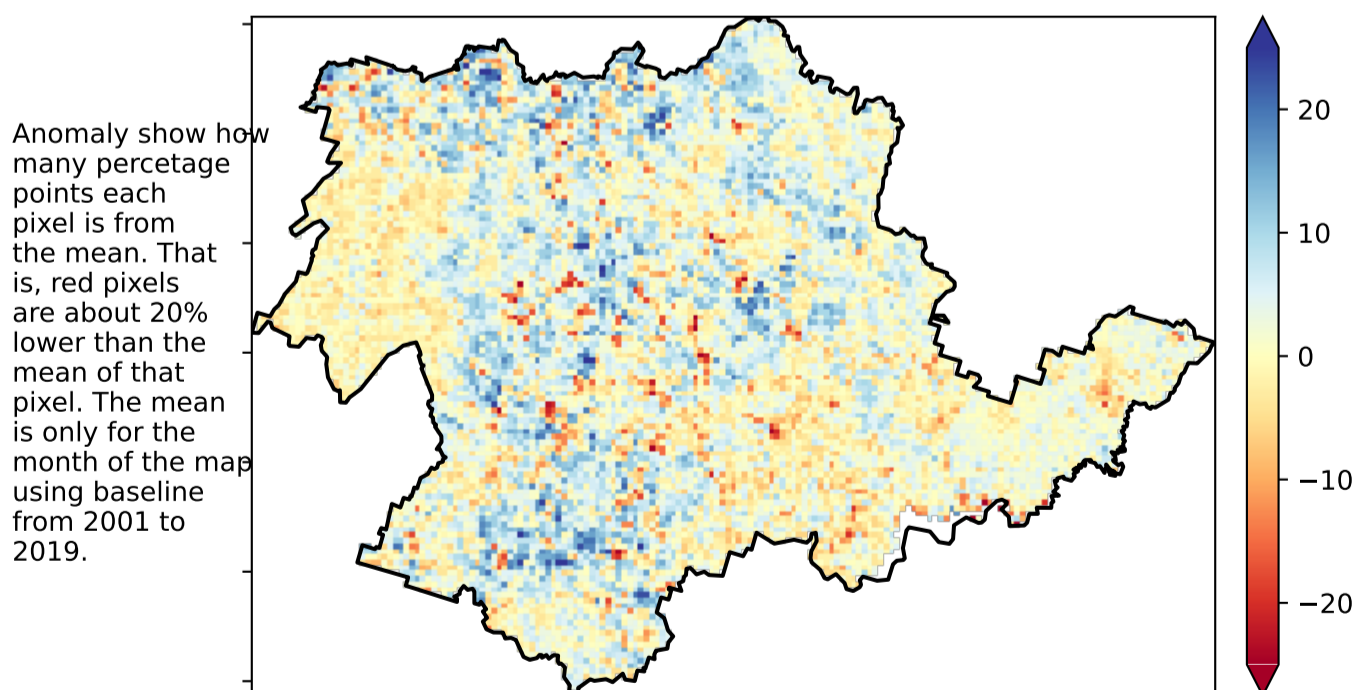 Anomaly show how
many percetage
points each
pixel is from
the mean. That
is, red pixels
are about 20%
lower than the
mean of that
pixel. The mean
is only for the
month of the map
using baseline
from 2001 to
2019.
20
10
0
−10
−20